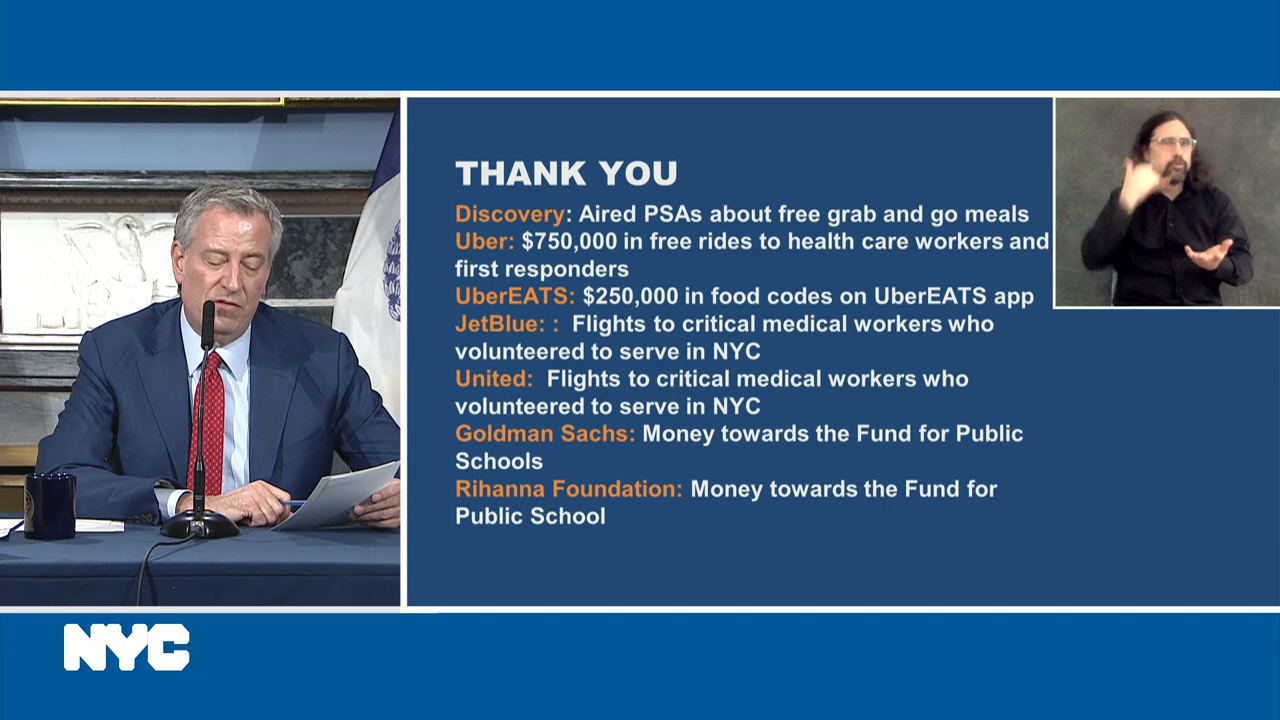 THANK YOU
Discovery: Aired PSAs about free grab and go meals
Uber: $750,000 in free rides to health care workers and
first responders
UberEATS: $250,000 in food codes on UberEATS app
JetBlue: :  Flights to critical medical workers who
volunteered to serve in NYC
United:  Flights to critical medical workers who
volunteered to serve in NYC
Goldman Sachs: Money towards the Fund for Public
Schools
Rihanna Foundation: Money towards the Fund for
Public School
NYC